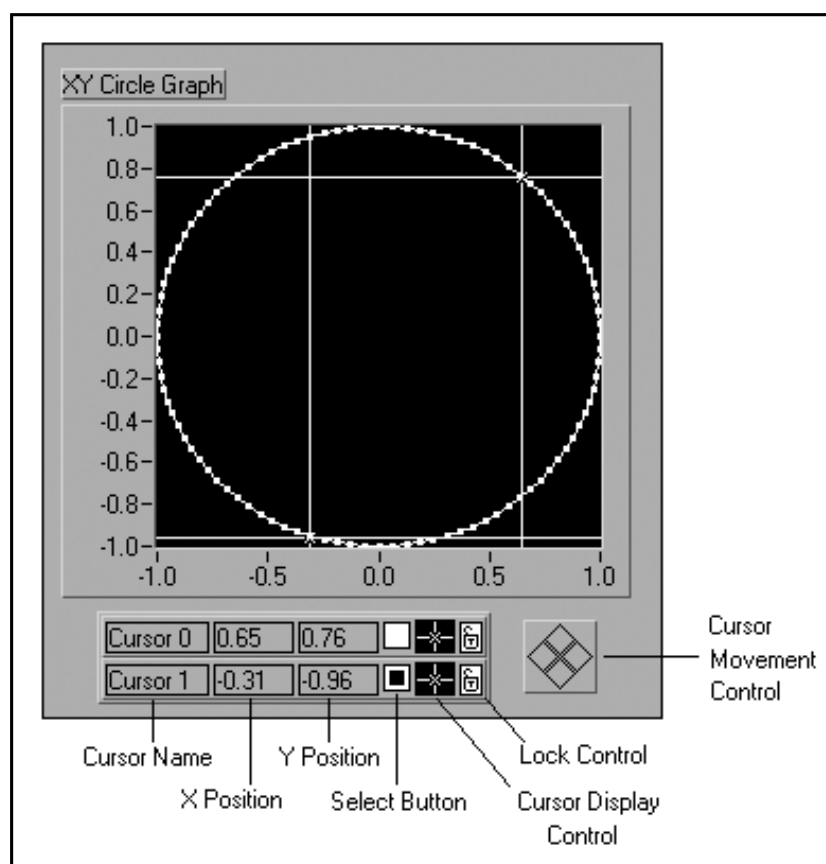 XY Circle Graph
1.0
0.8
0.6
0.4
0.2
0.0
-0.2
-0.4
-0.6
-0.8
-1.0
-1.0 -0.5 0.0 0.5 1.0
Cursor 0 0.65 0.76
Cursor 1 -0.31 -0.96
Cursor
Movement
Control
Cursor Name
X Position
Y Position
Select Button
Lock Control
Cursor Display
Control